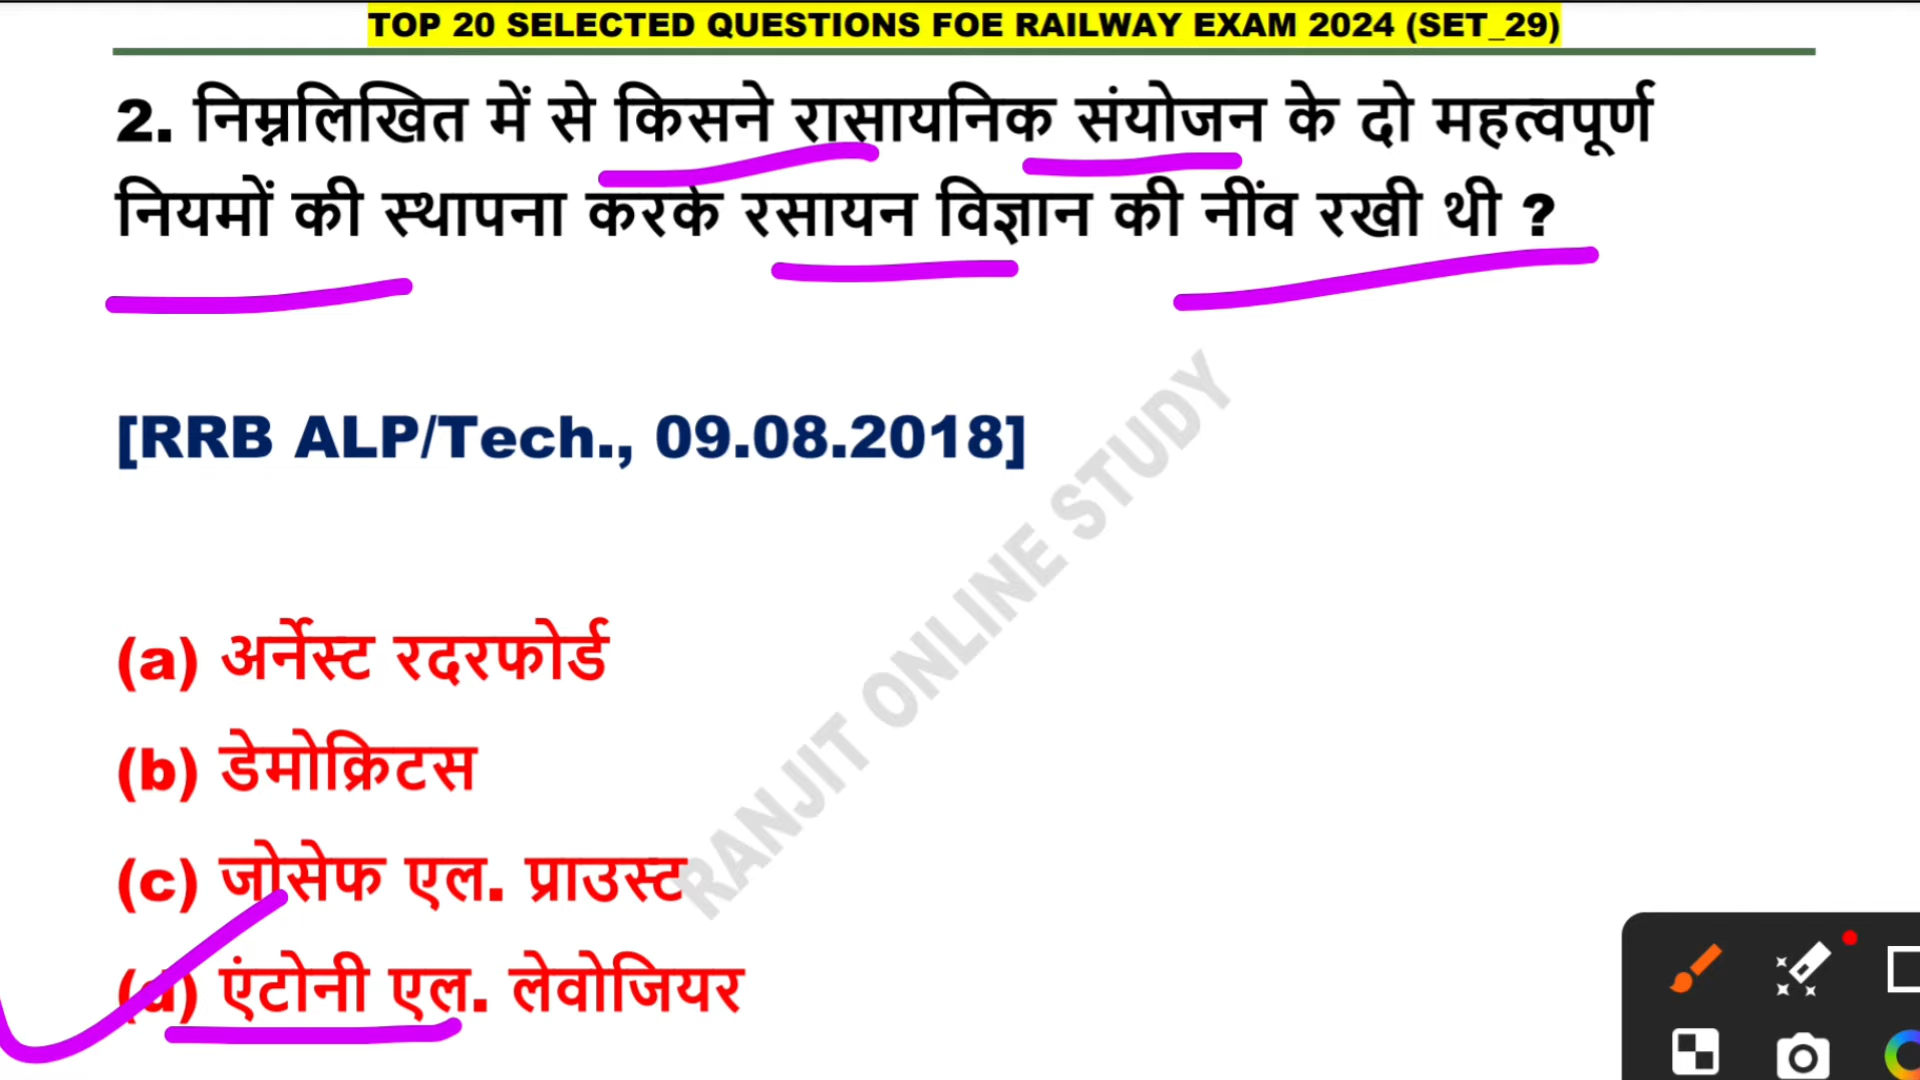 TOP 20 SELECTED QUESTIONS FOE RAILWAY EXAM 2024 (SET_29)
2. निम्नलिखित में से किसने रासायनिक संयोजन के दो महत्वपूर्ण
नियमों की स्थापना करके रसायन विज्ञान की नींव रखी थी ?
[RRB ALP/Tech., 09.08.2018]
RANJIT ONLINE STUDY
(a) अर्नेस्ट रदरफोर्ड
(b) डेमोक्रिटस
(c) जोसेफ एल. प्राउस्ट
(d) एंटोनी एल. लेवोजियर